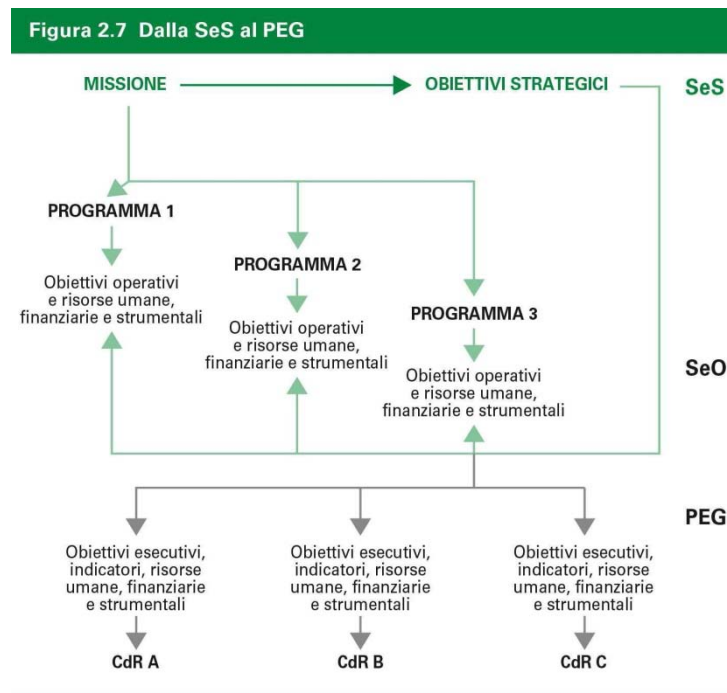 Figura 2.7 Dalla SeS al PEG
MISSIONE
OBIETTIVI STRATEGICI
SeS
PROGRAMMA 1
Obiettivi operativi
e risorse umane,
finanziarie e strumentali
PROGRAMMA 2
Obiettivi operativi
e risorse umane,
finanziarie e strumentali
PROGRAMMA 3
Obiettivi operativi
e risorse umane,
finanziarie e strumentali
SeO
PEG
Obiettivi esecutivi,
indicatori, risorse
umane, finanziarie
e strumentali
CdR A
Obiettivi esecutivi,
indicatori, risorse
umane, finanziarie
e strumentali
CdR B
Obiettivi esecutivi,
indicatori, risorse
umane, finanziarie
e strumentali
CdR C